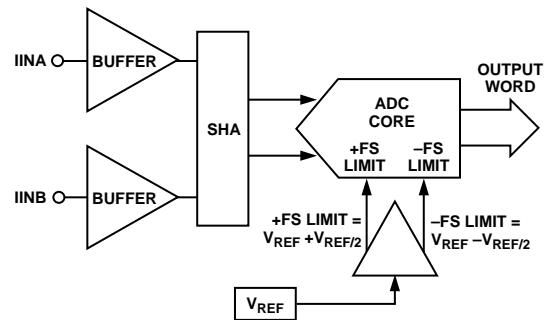 IINA
BUFFER
IINB
BUFFER
SHA
ADC
CORE
+FS
LIMIT
–FS
LIMIT
OUTPUT
WORD
+FS LIMIT =
VREF +VREF/2
–FS LIMIT =
VREF –VREF/2
VREF